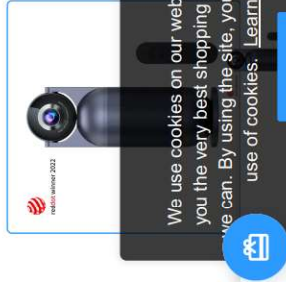 reddot winner 2022
We use cookies on our web
you the very best shopping
we can. By using the site, you
use of cookies. Learn